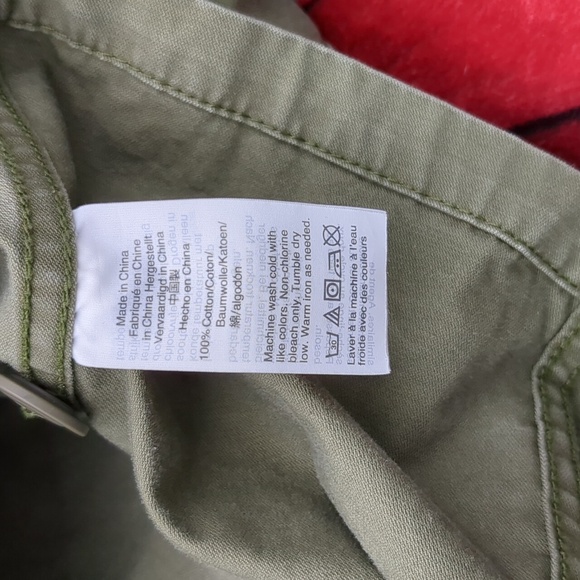 Made in China
Fabriqué en Chine
In China Hergestellt
Vervaardigd in China
中国製
Hecho en China
100% Cotton/Coton/
Baumwolle/Katoen/
綿/algodón
Machine wash cold with
like colors. Non-chlorine
bleach only. Tumble dry
low. Warm iron as needed.
30
Laver à la machine à l'eau
froide avec des couleurs